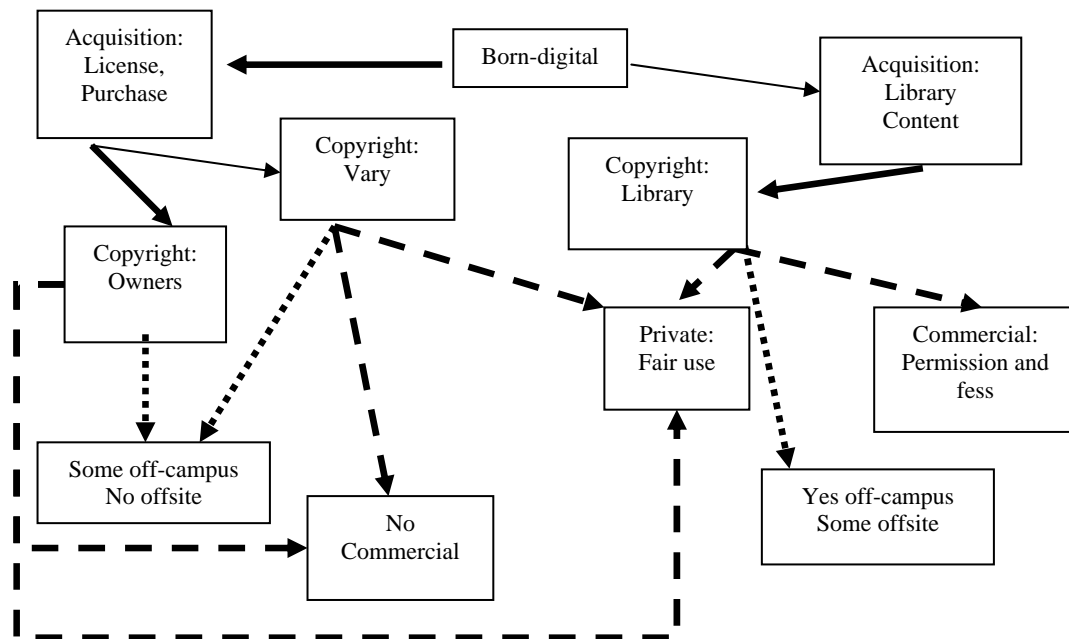 Acquisition:
License,
Purchase
Born-digital
Acquisition:
Library
Content
Copyright:
Vary
Copyright:
Library
Copyright:
Owners
Private:
Fair use
Commercial:
Permission and
fess
Some off-campus
No offsite
No
Commercial
Yes off-campus
Some offsite